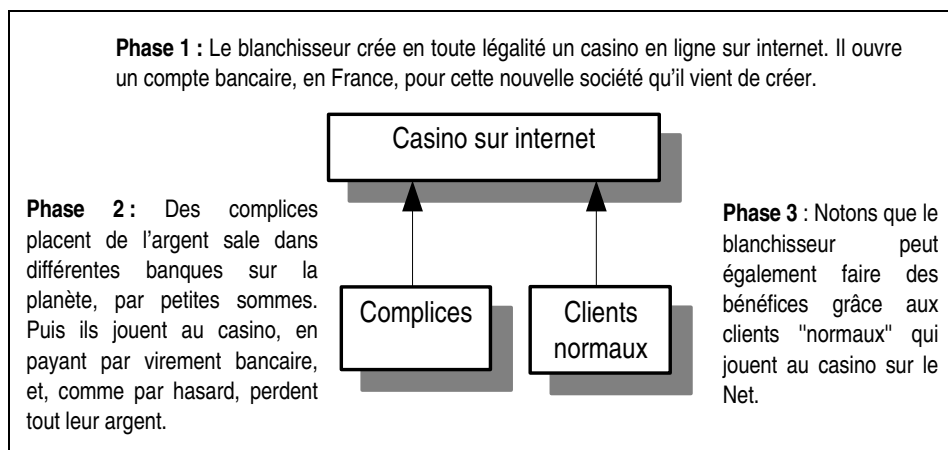 Phase 1 : Le blanchisseur crée en toute légalité un casino en ligne sur internet. Il ouvre
un compte bancaire, en France, pour cette nouvelle société qu'il vient de créer.
Casino sur internet
Phase 2 : Des complices
placent de l'argent sale dans
différentes banques sur la
planète, par petites sommes.
Puis ils jouent au casino, en
payant par virement bancaire,
et, comme par hasard, perdent
tout leur argent.
Complices
Clients
normaux
Phase 3 : Notons que le
blanchisseur peut
également faire des
bénéfices grâce aux
clients "normaux" qui
jouent au casino sur le
Net.